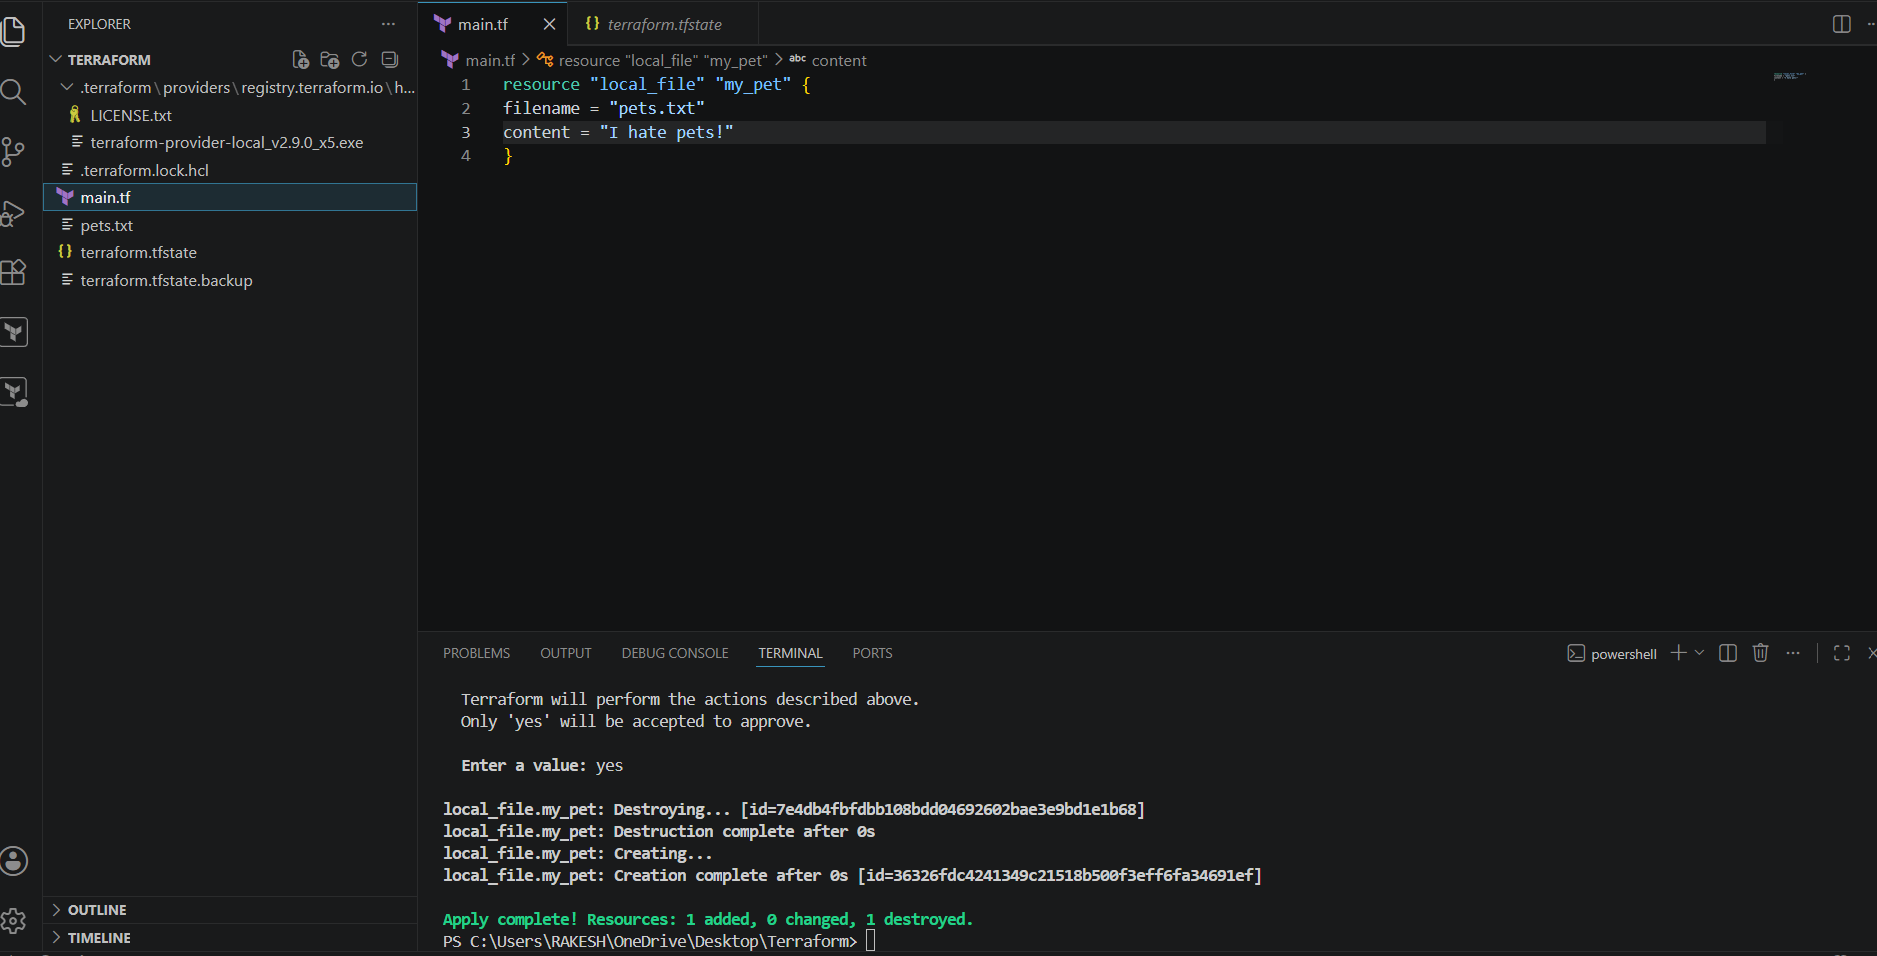 EXPLORER
TERRAFORM
.terraform\providers\registry.terraform.io\h...
LICENSE.txt
terraform-provider-local_v2.9.0_x5.exe
.terraform.lock.hcl
main.tf
pets.txt
terraform.tfstate
terraform.tfstate.backup
OUTLINE
TIMELINE
main.tf
terraform.tfstate
main.tf > resource "local_file" "my_pet" > abc content
1 resource "local_file" "my_pet" {
2 filename = "pets.txt"
3 content = "I hate pets!"
4 }
PROBLEMS OUTPUT DEBUG CONSOLE TERMINAL PORTS
powershell
Terraform will perform the actions described above.
Only 'yes' will be accepted to approve.
Enter a value: yes
local_file.my_pet: Destroying... [id=7e4db4fbfdbb108bdd04692602bae3e9bd1e1b68]
local_file.my_pet: Destruction complete after 0s
local_file.my_pet: Creating...
local_file.my_pet: Creation complete after 0s [id=36326fdc4241349c21518b500f3eff6fa34691ef]
Apply complete! Resources: 1 added, 0 changed, 1 destroyed.
PS C:\Users\RAKESH\OneDrive\Desktop\Terraform>